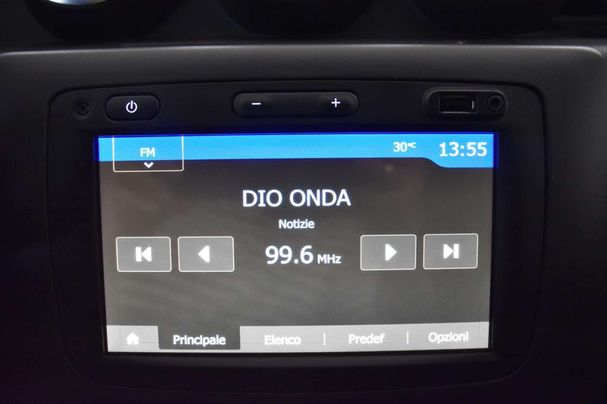 FM
30°C
13:55
DIO ONDA
Notizie
99.6 MHz
Principale
Elenco
Predef
Opzioni